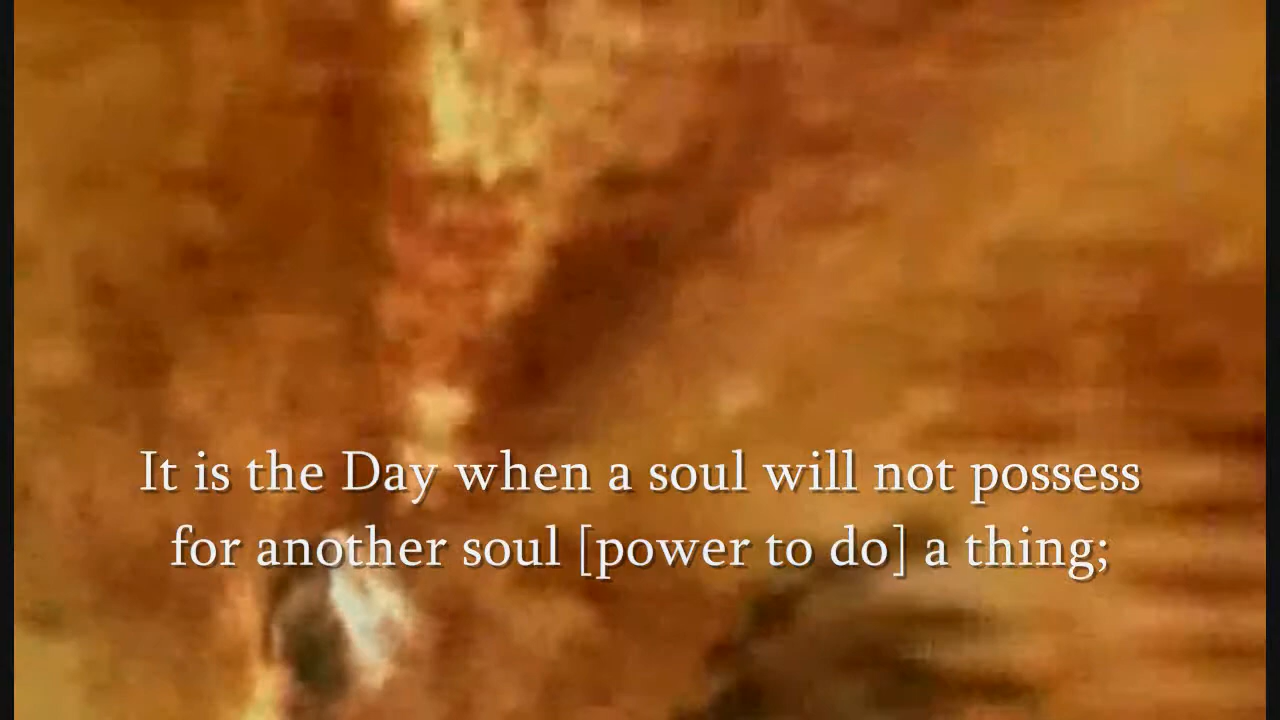 It is the Day when a soul will not possess
for another soul [power to do] a thing;